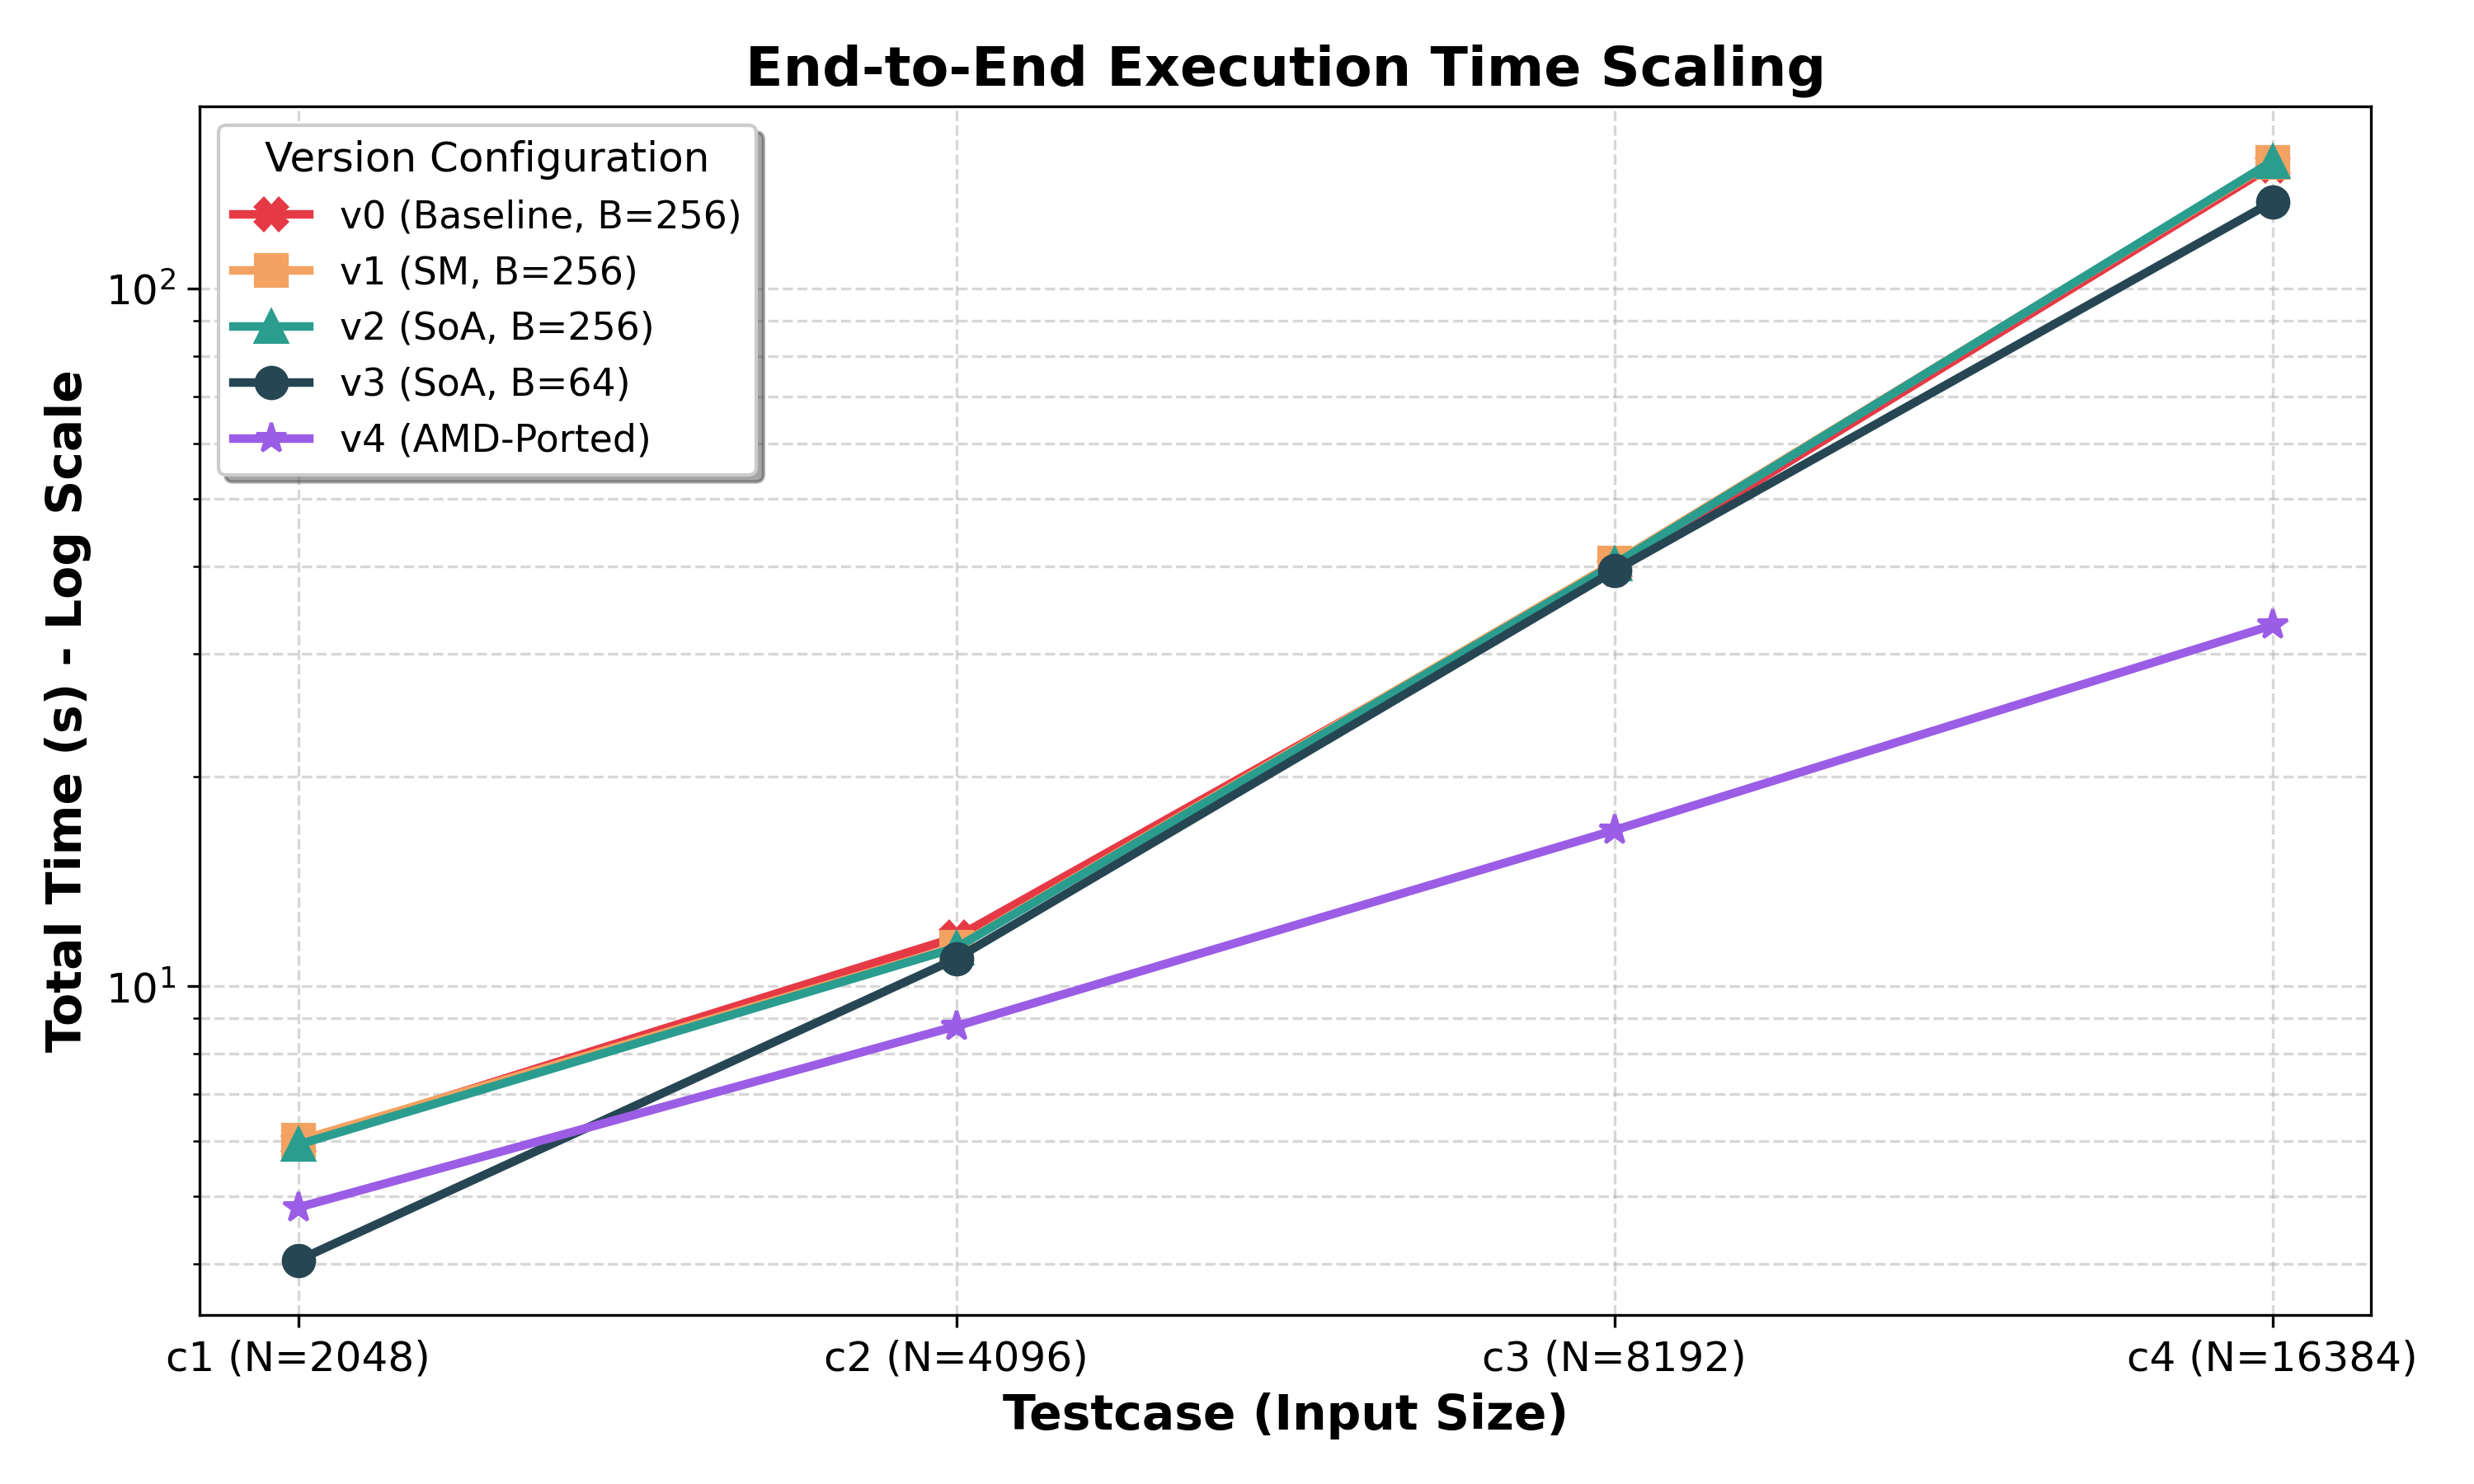 End-to-End Execution Time Scaling
Version Configuration
v0 (Baseline, B=256)
v1 (SM, B=256)
v2 (SoA, B=256)
v3 (SoA, B=64)
v4 (AMD-Ported)
Total Time (s) - Log Scale
10²
10¹
c1 (N=2048)
c2 (N=4096)
c3 (N=8192)
c4 (N=16384)
Testcase (Input Size)